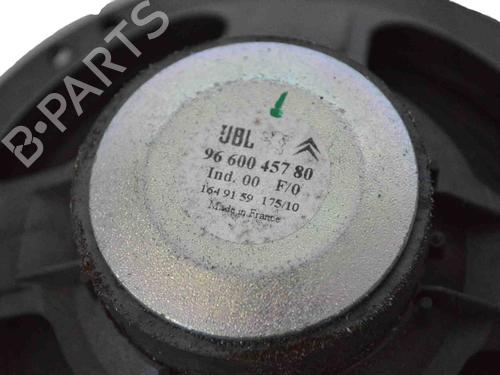 B-PARTS
JBL
96 600 457 80
Ind. 00 F/0
164 91 59 175/10
Made in France